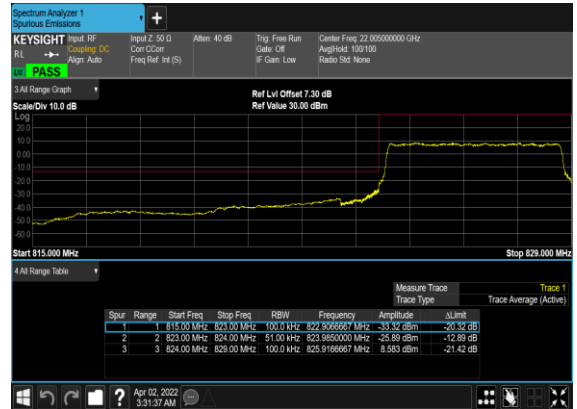 Spectrum Analyzer 1
Spurious Emissions
+
KEYSIGHT Input: RF Input Z: 50 Ω Atten: 40 dB Trig: Free Run Center Freq: 22.005000000 GHz
RL Coupling: DC Corr CCorr Gate: Off Avg|Hold: 100/100
Align: Auto Freq Ref: Int (S) IF Gain: Low Radio Std: None
LW PASS
3 All Range Graph Ref Lvl Offset 7.30 dB
Scale/Div 10.0 dB Ref Value 30.00 dBm
Log
20.0
10.0
0.00
-10.0
-20.0
-30.0
-40.0
-50.0
-60.0
Start 815.000 MHz Stop 829.000 MHz
4 All Range Table
Measure Trace Trace 1
Trace Type Trace Average (Active)
Spur Range Start Freq Stop Freq RBW Frequency Amplitude ΔLimit
1 1 815.00 MHz 823.00 MHz 100.0 kHz 822.9066667 MHz -33.32 dBm -20.32 dB
2 2 823.00 MHz 824.00 MHz 51.00 kHz 823.9850000 MHz -25.89 dBm -12.89 dB
3 3 824.00 MHz 829.00 MHz 100.0 kHz 825.9166667 MHz 8.583 dBm -21.42 dB
? Apr 02, 2022
3:31:37 AM